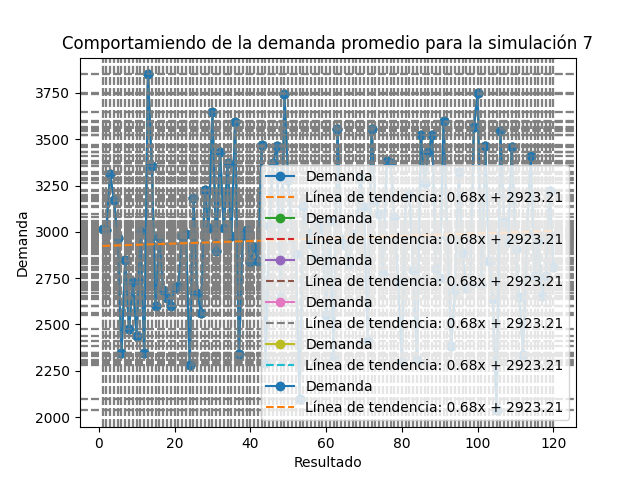 Comportamiendo de la demanda promedio para la simulación 7
3750
3500
3250
3000
2750
2500
2250
2000
Demanda
0
20
40
60
80
100
120
Resultado
Demanda
Línea de tendencia: 0.68x + 2923.21
Demanda
Línea de tendencia: 0.68x + 2923.21
Demanda
Línea de tendencia: 0.68x + 2923.21
Demanda
Línea de tendencia: 0.68x + 2923.21
Demanda
Línea de tendencia: 0.68x + 2923.21
Demanda
Línea de tendencia: 0.68x + 2923.21